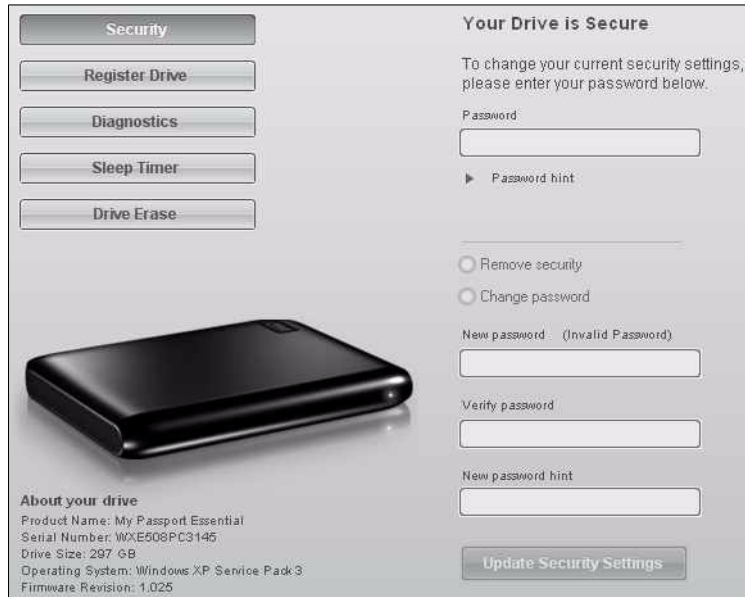 Security
Register Drive
Diagnostics
Sleep Timer
Drive Erase
About your drive
Product Name: My Passport Essential
Serial Number: WXE508PC3145
Drive Size: 297 GB
Operating System: Windows XP Service Pack 3
Firmware Revision: 1.025
Your Drive is Secure
To change your current security settings,
please enter your password below.
Password
Password hint
Remove security
Change password
New password (Invalid Password)
Verify password
New password hint
Update Security Settings